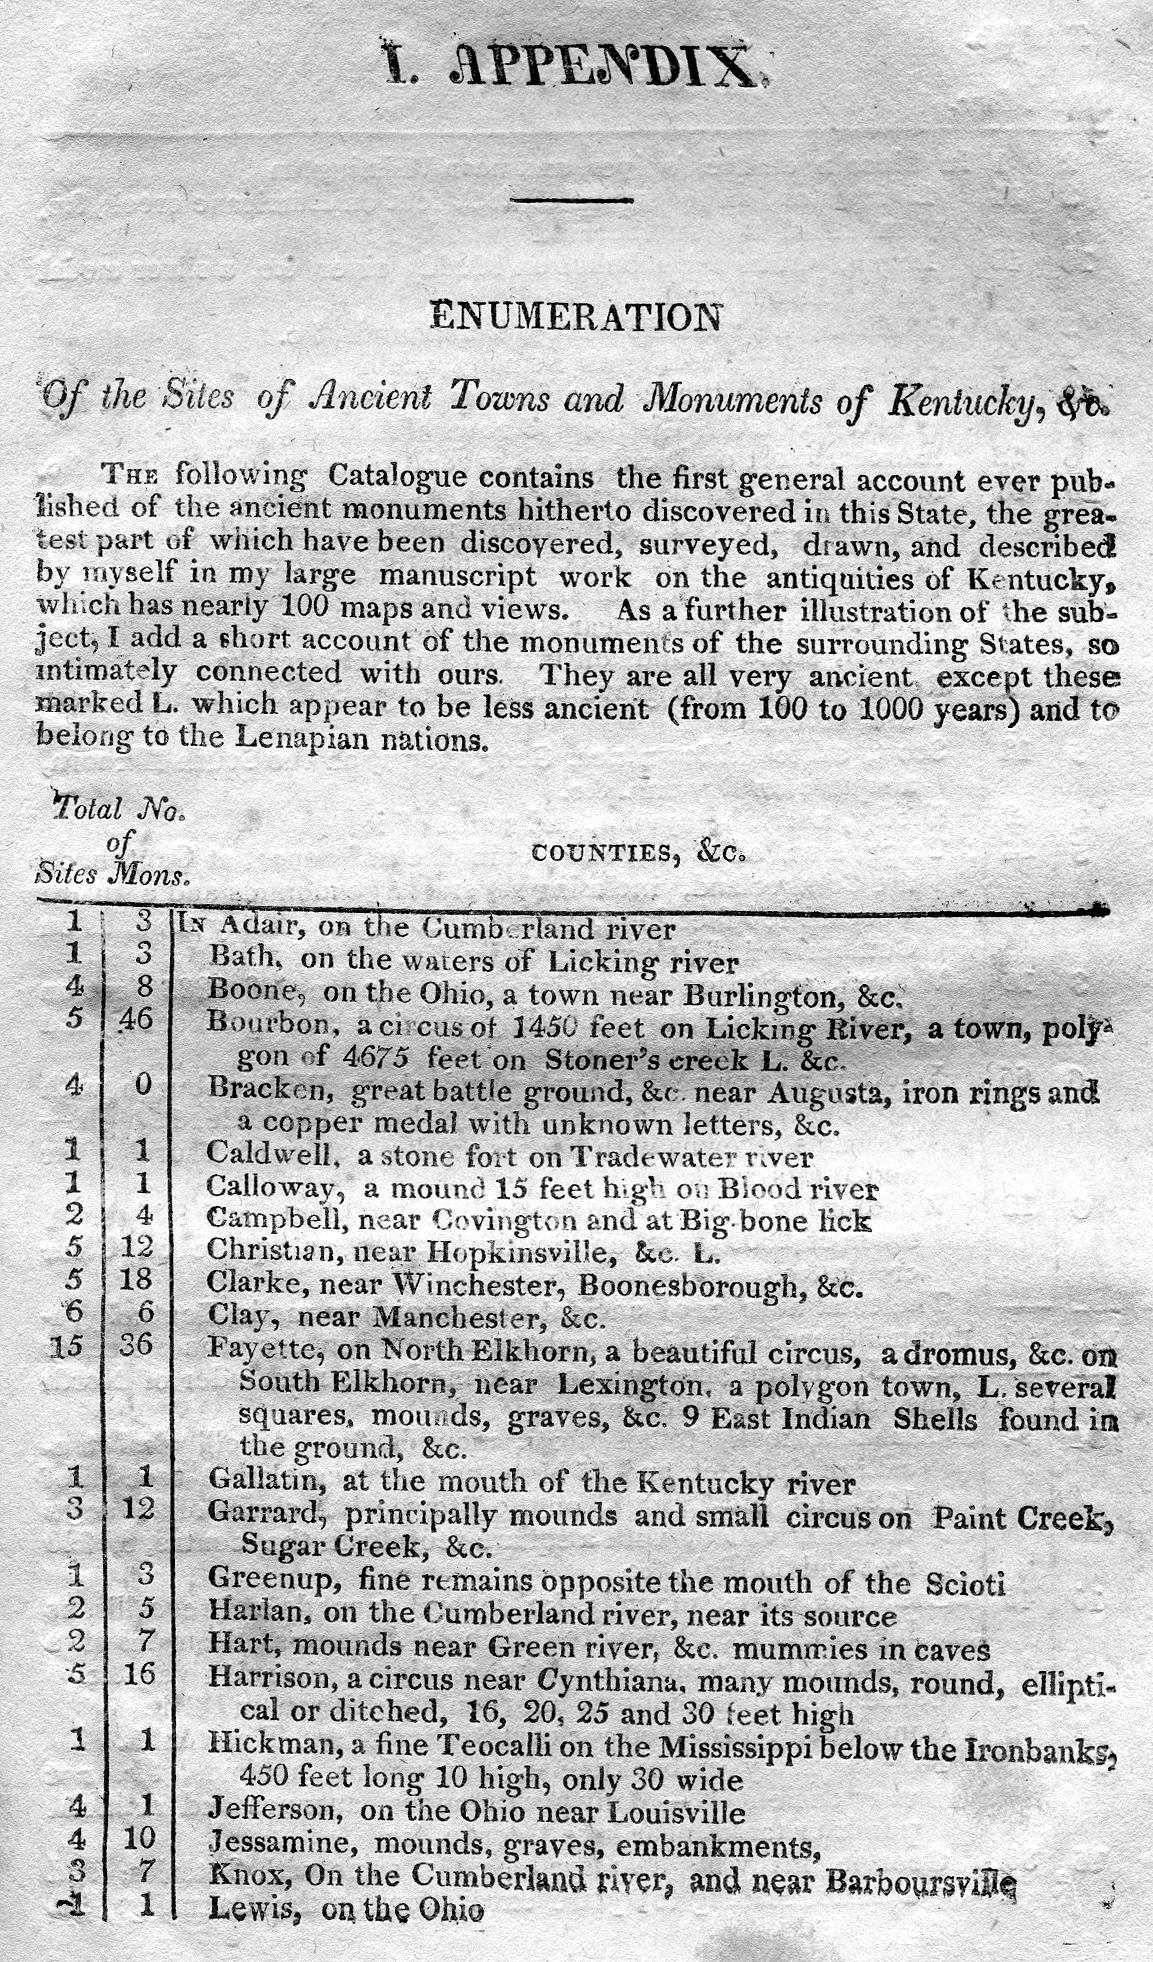 I. APPENDIX.
ENUMERATION
Of the Sites of Ancient Towns and Monuments of Kentucky, &c.
THE following Catalogue contains the first general account ever pub-
lished of the ancient monuments hitherto discovered in this State, the grea-
test part of which have been discovered, surveyed, drawn, and described
by myself in my large manuscript work on the antiquities of Kentucky,
which has nearly 100 maps and views. As a further illustration of the sub-
ject, I add a short account of the monuments of the surrounding States, so
intimately connected with ours. They are all very ancient except these
marked L. which appear to be less ancient (from 100 to 1000 years) and to
belong to the Lenapian nations.
Total No.
of
Sites Mons.
COUNTIES, &c.
1 3 IN Adair, on the Cumberland river
1 3 Bath, on the waters of Licking river
4 8 Boone, on the Ohio, a town near Burlington, &c.
5 46 Bourbon, a circus of 1450 feet on Licking River, a town, poly-
gon of 4675 feet on Stoner's creek L. &c.
4 0 Bracken, great battle ground, &c. near Augusta, iron rings and
a copper medal with unknown letters, &c.
1 1 Caldwell, a stone fort on Tradewater river
1 1 Calloway, a mound 15 feet high on Blood river
2 4 Campbell, near Covington and at Big-bone lick
5 12 Christian, near Hopkinsville, &c. L.
5 18 Clarke, near Winchester, Boonesborough, &c.
6 6 Clay, near Manchester, &c.
15 36 Fayette, on North Elkhorn, a beautiful circus, a dromus, &c. on
South Elkhorn, near Lexington, a polygon town, L. several
squares, mounds, graves, &c. 9 East Indian Shells found in
the ground, &c.
1 1 Gallatin, at the mouth of the Kentucky river
3 12 Garrard, principally mounds and small circus on Paint Creek,
Sugar Creek, &c.
1 3 Greenup, fine remains opposite the mouth of the Scioti
2 5 Harlan, on the Cumberland river, near its source
2 7 Hart, mounds near Green river, &c. mummies in caves
5 16 Harrison, a circus near Cynthiana, many mounds, round, ellipti-
cal or ditched, 16, 20, 25 and 30 feet high
1 1 Hickman, a fine Teocalli on the Mississippi below the Ironbanks,
450 feet long 10 high, only 30 wide
4 1 Jefferson, on the Ohio near Louisville
4 10 Jessamine, mounds, graves, embankments,
3 7 Knox, On the Cumberland river, and near Barboursville
1 1 Lewis, on the Ohio